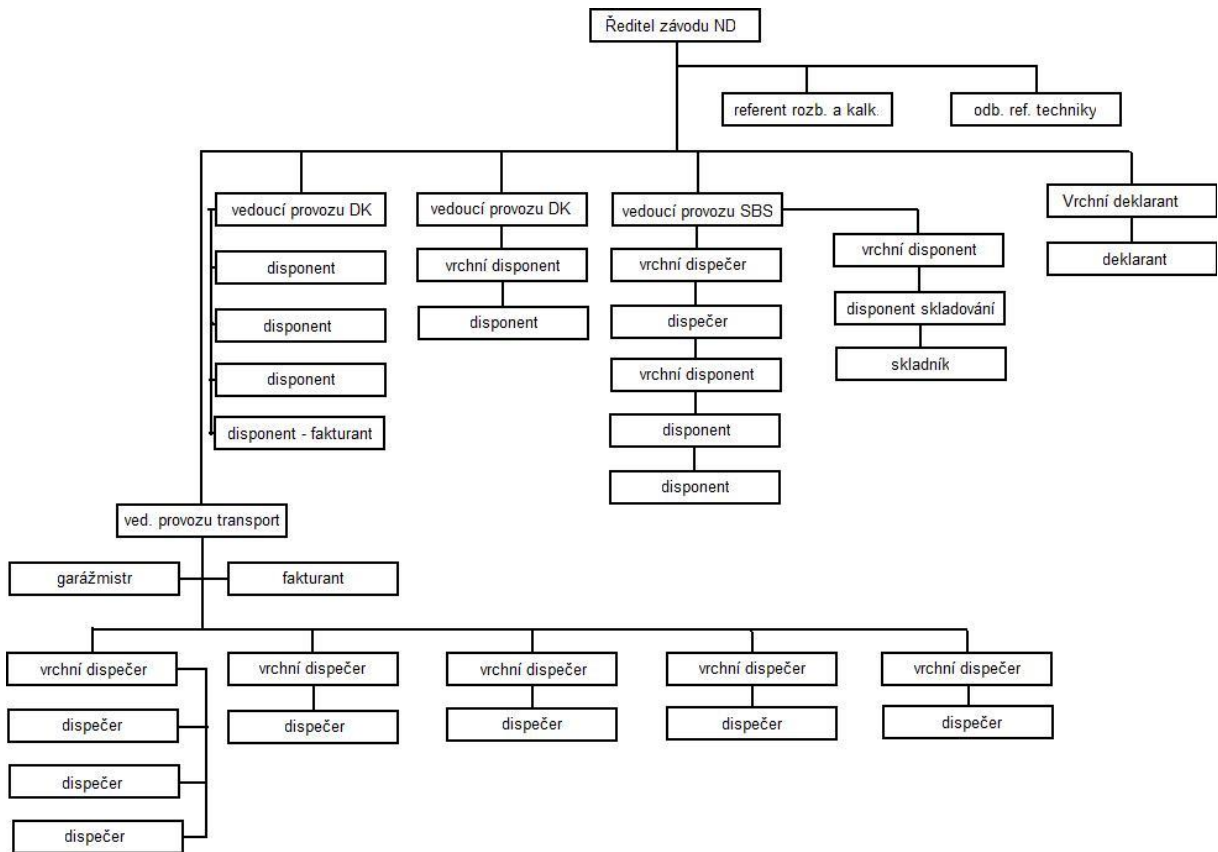 Ředitel závodu ND
referent rozb. a kalk.
odb. ref. techniky
vedoucí provozu DK
disponent
disponent
disponent
disponent - fakturant
vedoucí provozu DK
vrchní disponent
disponent
vedoucí provozu SBS
vrchní dispečer
dispečer
vrchní disponent
disponent
disponent
vrchní disponent
disponent skladování
skladník
Vrchní deklarant
deklarant
ved. provozu transport
garážmistr
fakturant
vrchní dispečer
dispečer
dispečer
dispečer
vrchní dispečer
dispečer
vrchní dispečer
dispečer
vrchní dispečer
dispečer
vrchní dispečer
dispečer